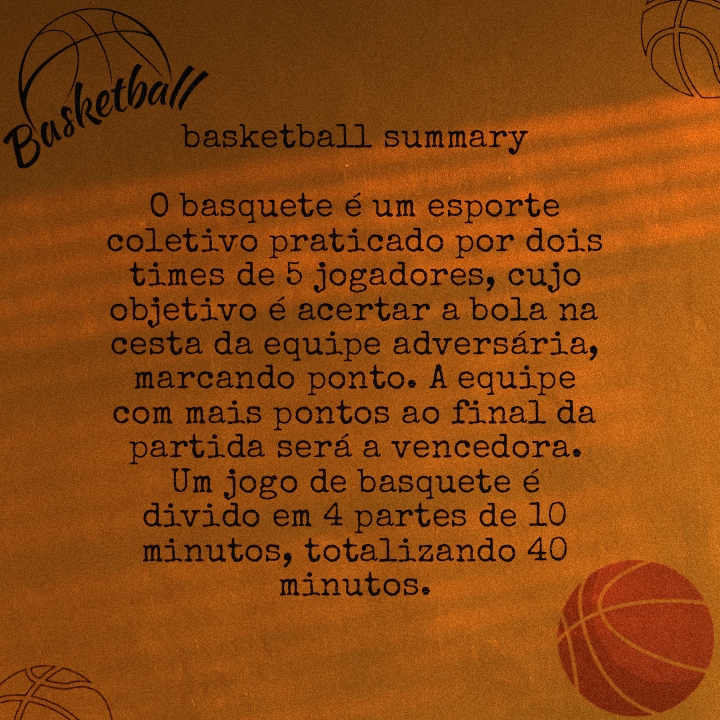 Basketball
basketball summary
O basquete é um esporte
coletivo praticado por dois
times de 5 jogadores, cujo
objetivo é acertar a bola na
cesta da equipe adversária,
marcando ponto. A equipe
com mais pontos ao final da
partida será a vencedora.
Um jogo de basquete é
divido em 4 partes de 10
minutos, totalizando 40
minutos.